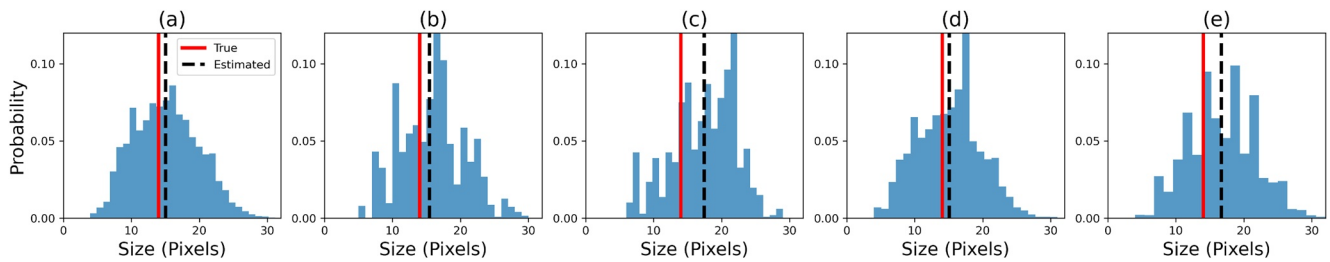 (a) (b) (c) (d) (e)
True
Estimated
Probability
0.10 0.10 0.10 0.10 0.10
0.05 0.05 0.05 0.05 0.05
0.00 0.00 0.00 0.00 0.00
0 10 20 30 0 10 20 30 0 10 20 30 0 10 20 30 0 10 20 30
Size (Pixels) Size (Pixels) Size (Pixels) Size (Pixels) Size (Pixels)